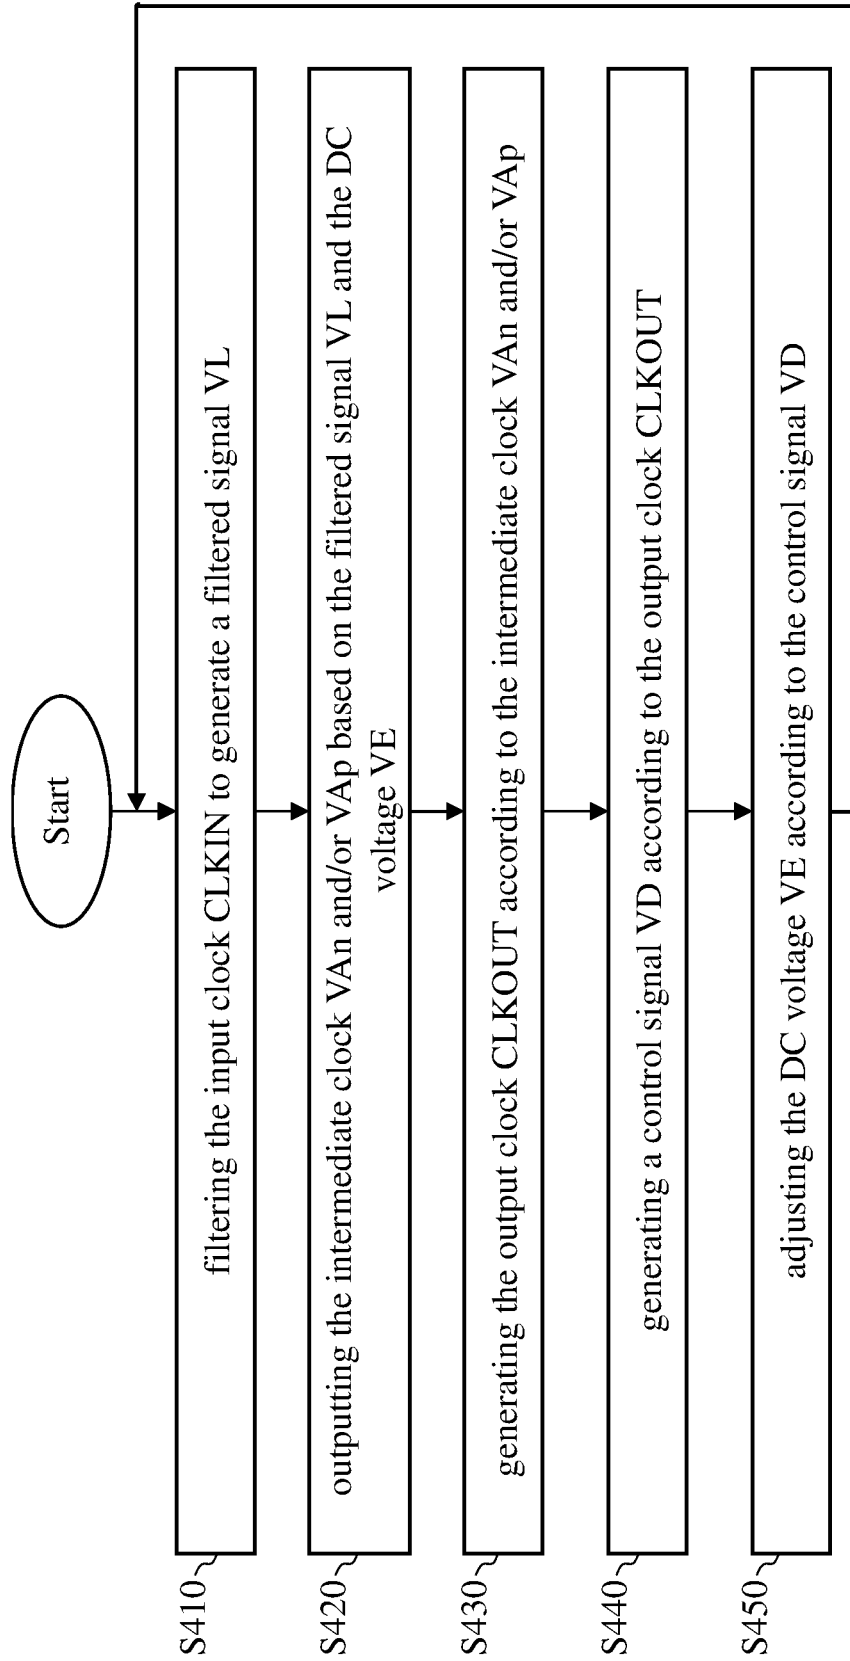 Start
S410
filtering the input clock CLKIN to generate a filtered signal VL
S420
outputting the intermediate clock VAn and/or VAp based on the filtered signal VL and the DC
voltage VE
S430
generating the output clock CLKOUT according to the intermediate clock VAn and/or VAp
S440
generating a control signal VD according to the output clock CLKOUT
S450
adjusting the DC voltage VE according to the control signal VD